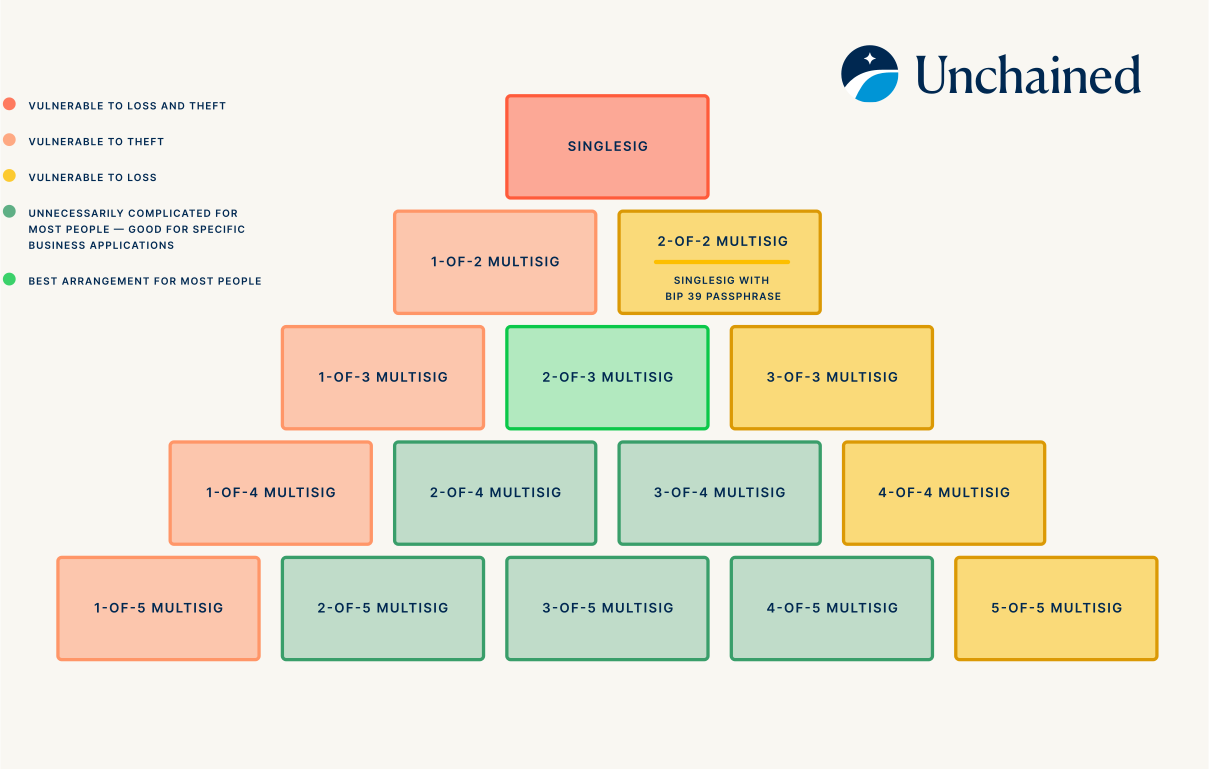 Unchained
VULNERABLE TO LOSS AND THEFT
VULNERABLE TO THEFT
VULNERABLE TO LOSS
UNNECESSARILY COMPLICATED FOR
MOST PEOPLE — GOOD FOR SPECIFIC
BUSINESS APPLICATIONS
BEST ARRANGEMENT FOR MOST PEOPLE
SINGLESIG
1-OF-2 MULTISIG
2-OF-2 MULTISIG
SINGLESIG WITH
BIP 39 PASSPHRASE
1-OF-3 MULTISIG
2-OF-3 MULTISIG
3-OF-3 MULTISIG
1-OF-4 MULTISIG
2-OF-4 MULTISIG
3-OF-4 MULTISIG
4-OF-4 MULTISIG
1-OF-5 MULTISIG
2-OF-5 MULTISIG
3-OF-5 MULTISIG
4-OF-5 MULTISIG
5-OF-5 MULTISIG